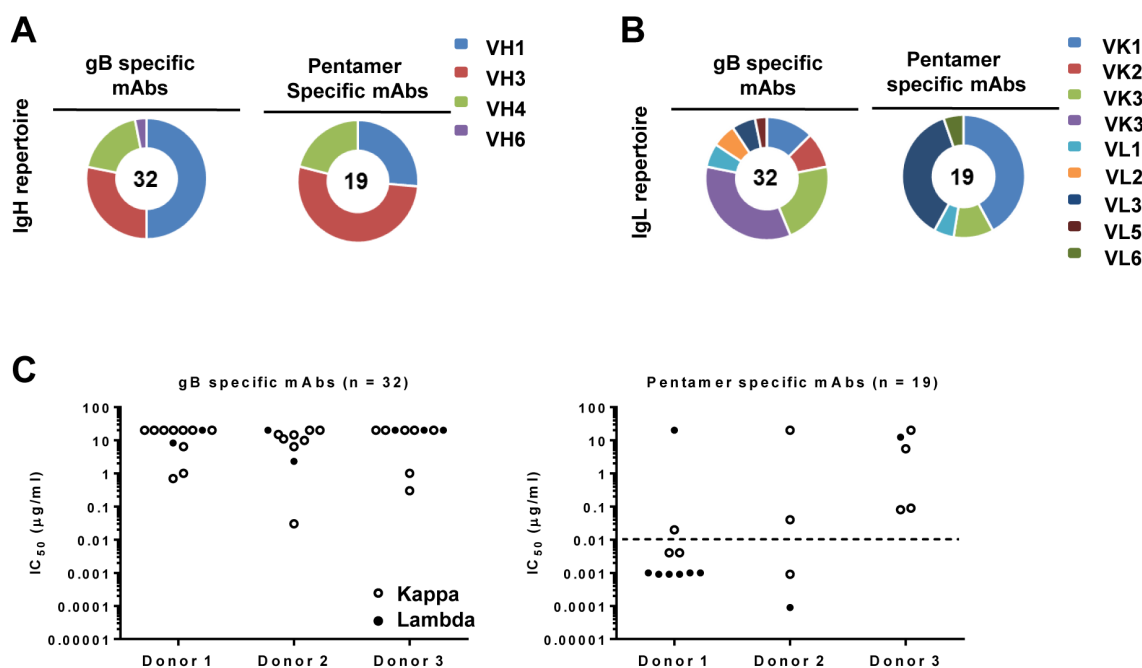 A
gB specific
mAbs
Pentamer
Specific mAbs
IgH repertoire
32
19
VH1
VH3
VH4
VH6
B
gB specific
mAbs
Pentamer
specific mAbs
IgL repertoire
32
19
VK1
VK2
VK3
VK3
VL1
VL2
VL3
VL5
VL6
C
gB specific mAbs (n = 32)
IC50 (µg/ml)
100
10
1
0.1
0.01
0.001
0.0001
0.00001
Kappa
Lambda
Donor 1 Donor 2 Donor 3
Pentamer specific mAbs (n = 19)
IC50 (µg/ml)
100
10
1
0.1
0.01
0.001
0.0001
0.00001
Donor 1 Donor 2 Donor 3